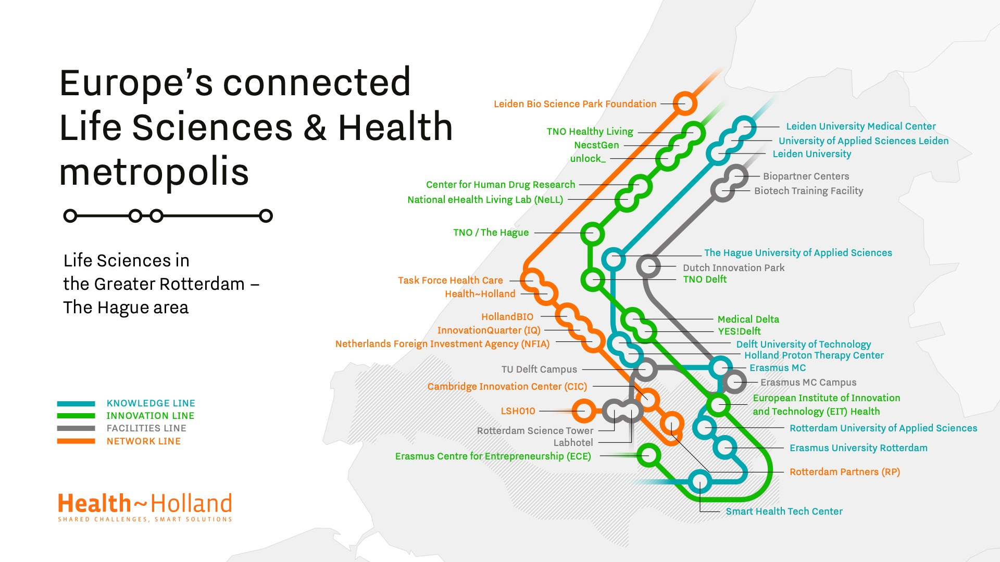 Europe’s connected
Life Sciences & Health
metropolis
Life Sciences in
the Greater Rotterdam –
The Hague area
KNOWLEDGE LINE
INNOVATION LINE
FACILITIES LINE
NETWORK LINE
Health~Holland
SHARED CHALLENGES, SMART SOLUTIONS
Leiden Bio Science Park Foundation
TNO Healthy Living
NecstGen
unlock_
Center for Human Drug Research
National eHealth Living Lab (NeLL)
TNO / The Hague
Task Force Health Care
Health~Holland
HollandBIO
InnovationQuarter (IQ)
Netherlands Foreign Investment Agency (NFIA)
TU Delft Campus
Cambridge Innovation Center (CIC)
LSH010
Rotterdam Science Tower
Labhotel
Erasmus Centre for Entrepreneurship (ECE)
Leiden University Medical Center
University of Applied Sciences Leiden
Leiden University
Biopartner Centers
Biotech Training Facility
The Hague University of Applied Sciences
Dutch Innovation Park
TNO Delft
Medical Delta
YES!Delft
Delft University of Technology
Holland Proton Therapy Center
Erasmus MC
Erasmus MC Campus
European Institute of Innovation
and Technology (EIT) Health
Rotterdam University of Applied Sciences
Erasmus University Rotterdam
Rotterdam Partners (RP)
Smart Health Tech Center